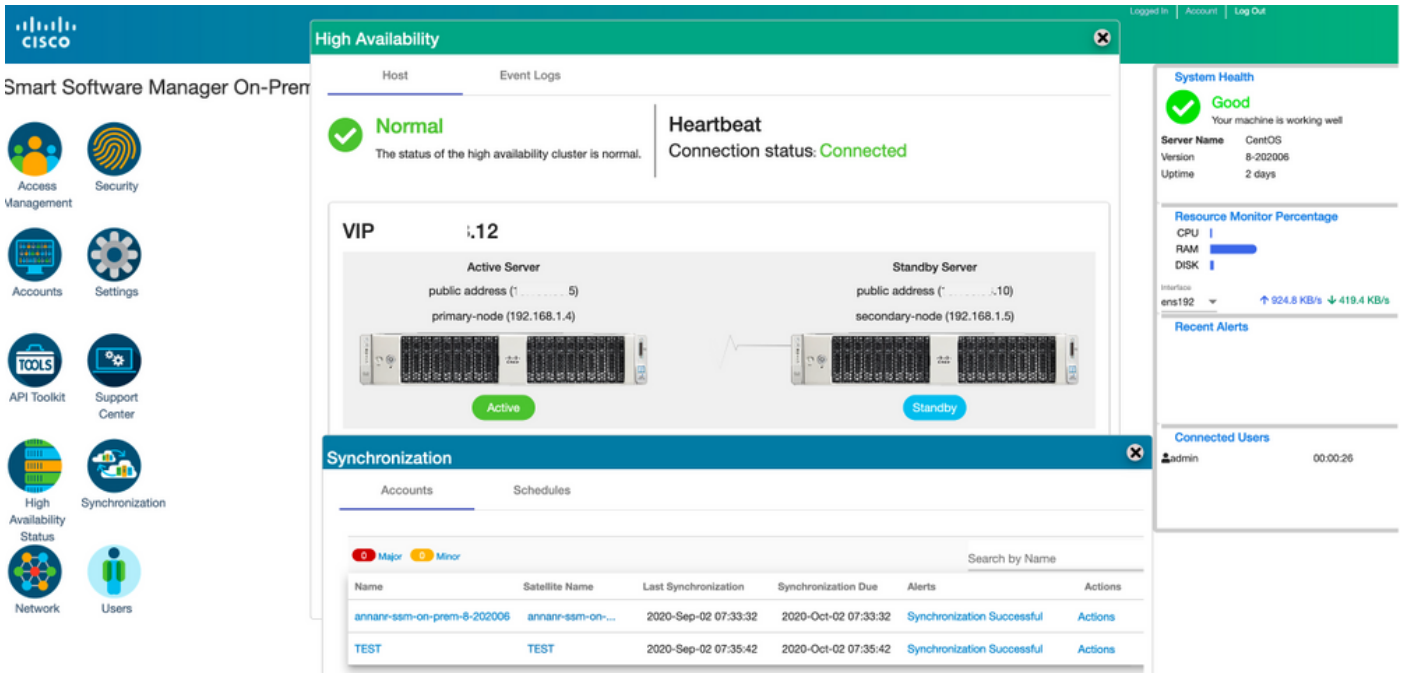 Logged In Account Log Out
CISCO
Smart Software Manager On-Prem
Access
Management
Security
Accounts
Settings
TOOLS
API Toolkit
Support
Center
High
Availability
Status
Synchronization
Network
Users
High Availability
Host Event Logs
Normal
The status of the high availability cluster is normal.
Heartbeat
Connection status: Connected
VIP .12
Active Server
public address ( 5)
primary-node (192.168.1.4)
Active
Standby Server
public address ( .10)
secondary-node (192.168.1.5)
Standby
Synchronization
Accounts Schedules
0 Major 0 Minor
Search by Name
Name Satellite Name Last Synchronization Synchronization Due Alerts Actions
annanr-ssm-on-prem-8-202006 annanr-ssm-on-... 2020-Sep-02 07:33:32 2020-Oct-02 07:33:32 Synchronization Successful Actions
TEST TEST 2020-Sep-02 07:35:42 2020-Oct-02 07:35:42 Synchronization Successful Actions
System Health
Good
Your machine is working well
Server Name CentOS
Version 8-202006
Uptime 2 days
Resource Monitor Percentage
CPU
RAM
DISK
Interface
ens192 924.8 KB/s 419.4 KB/s
Recent Alerts
Connected Users
admin 00:00:26